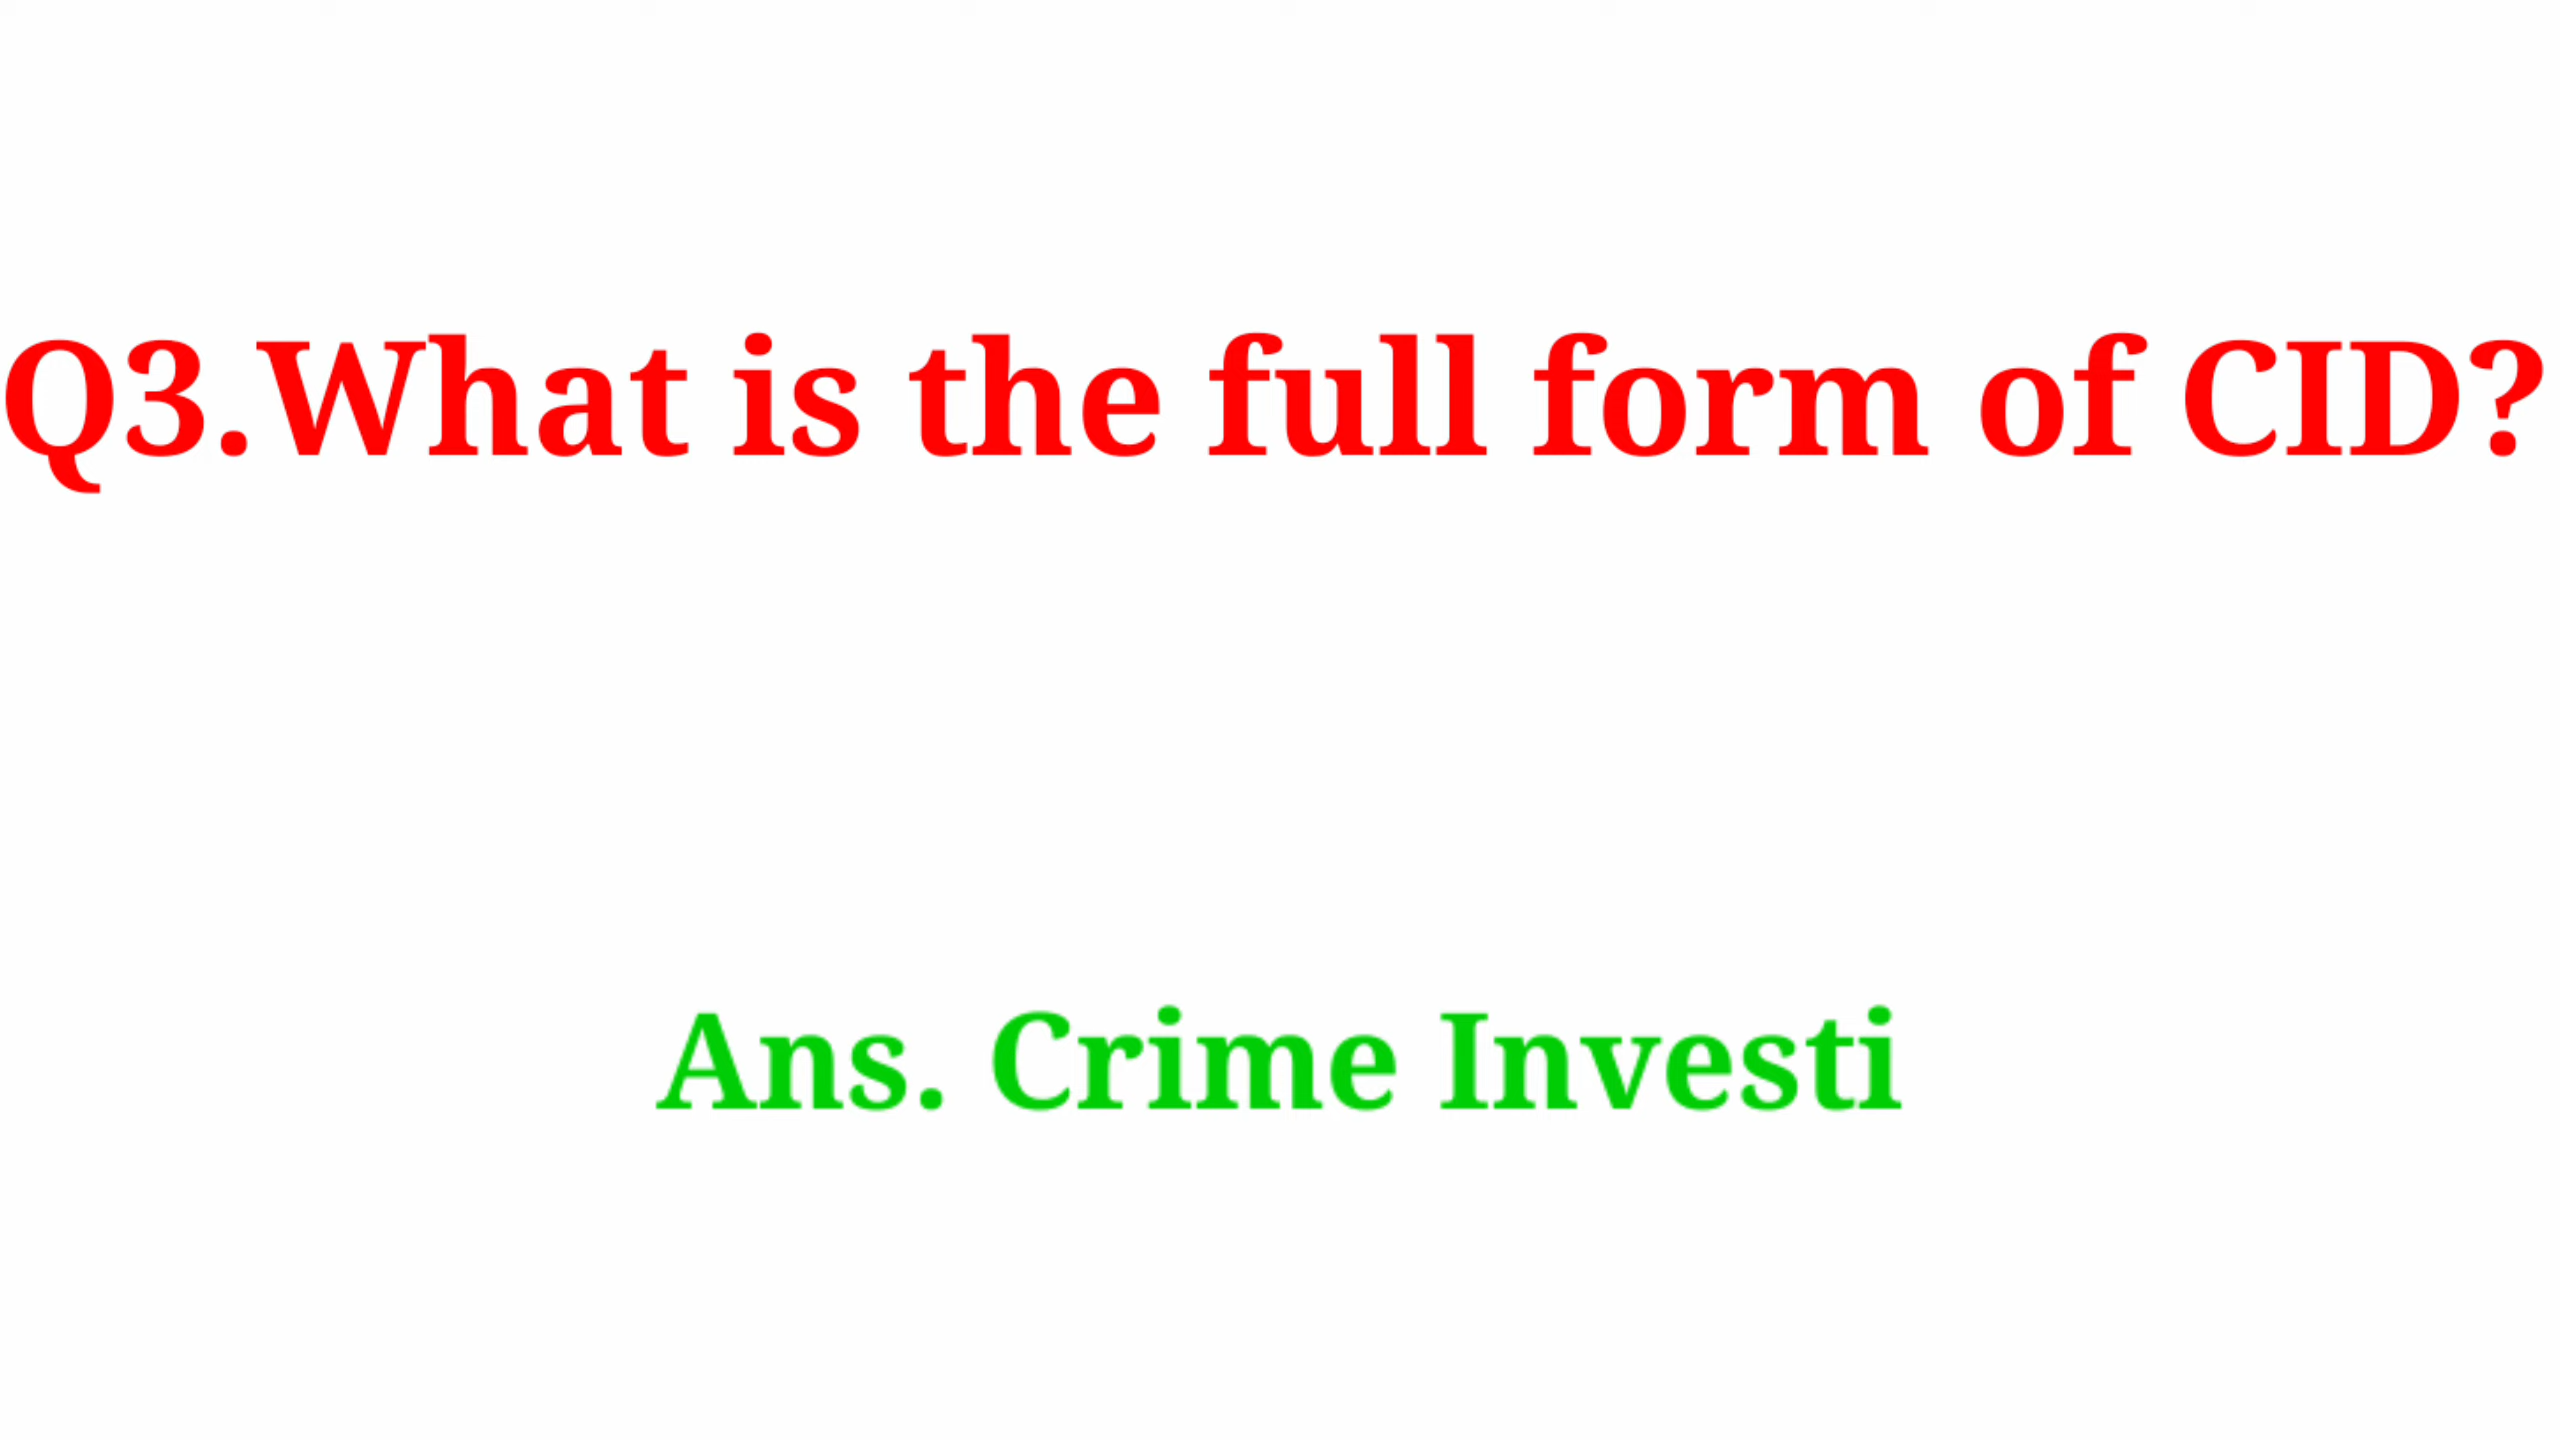 Q3.What is the full form of CID?
Ans. Crime Investi